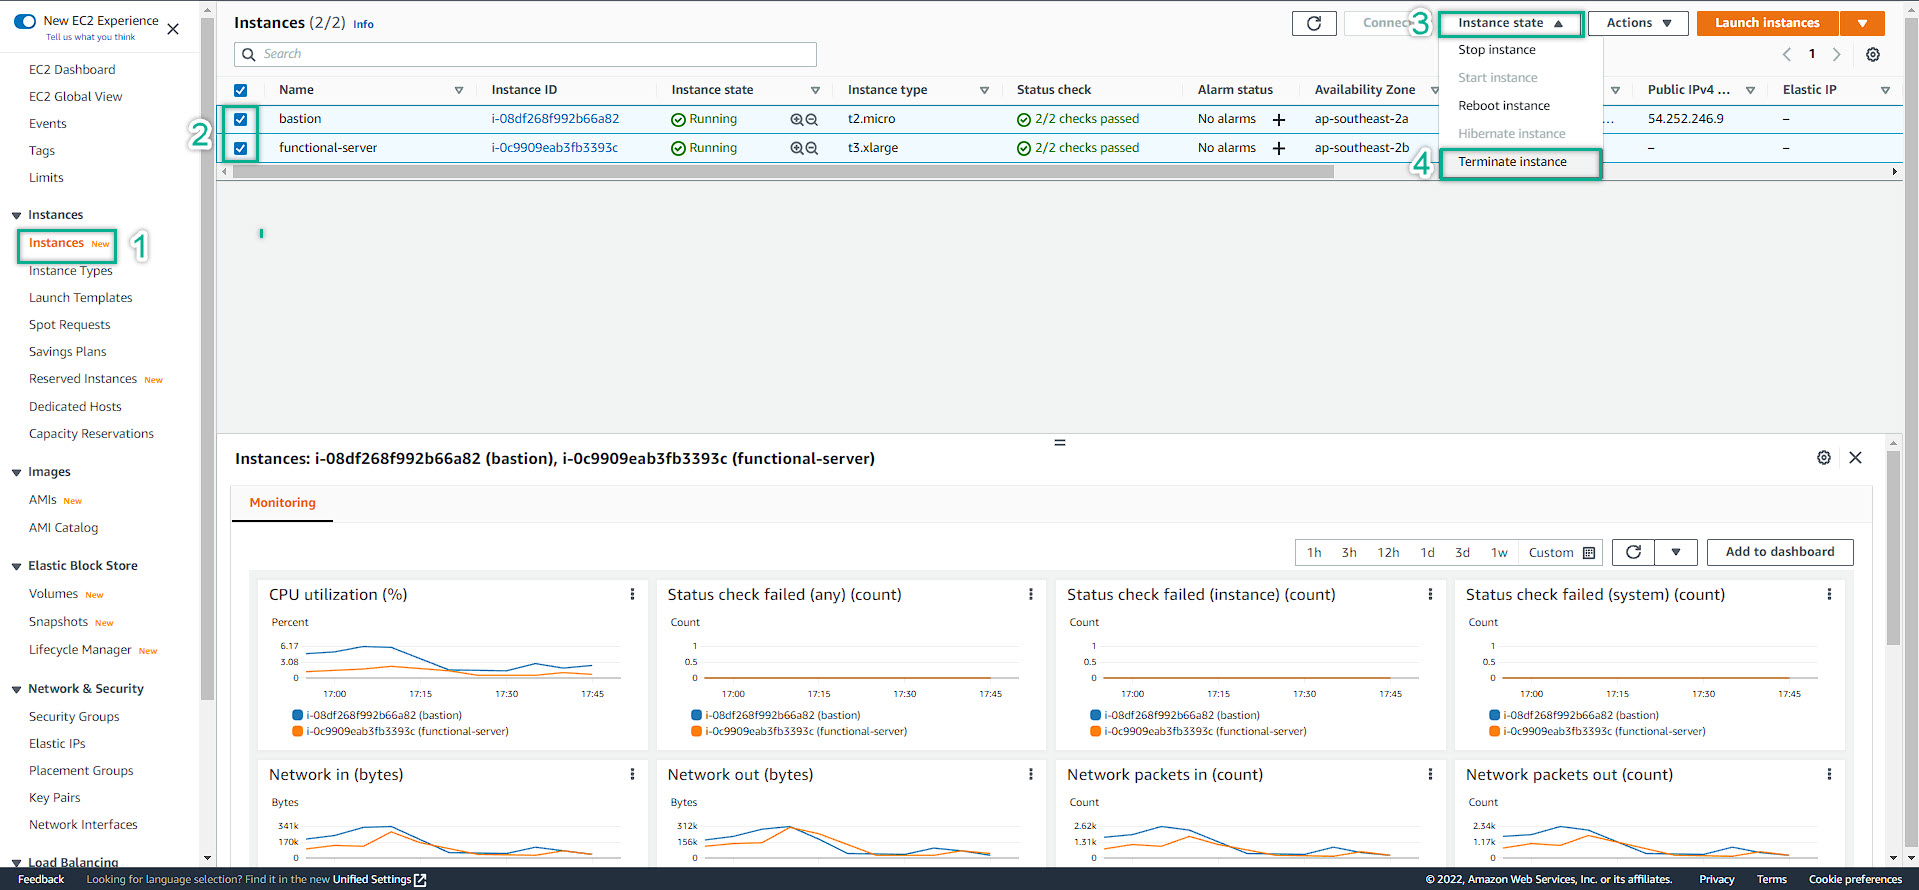 New EC2 Experience
Tell us what you think
EC2 Dashboard
EC2 Global View
Events
Tags
Limits
Instances
Instances New
1
Instance Types
Launch Templates
Spot Requests
Savings Plans
Reserved Instances New
Dedicated Hosts
Capacity Reservations
Images
AMIs New
AMI Catalog
Elastic Block Store
Volumes New
Snapshots New
Lifecycle Manager New
Network & Security
Security Groups
Elastic IPs
Placement Groups
Key Pairs
Network Interfaces
Load Balancing
Instances (2/2) Info
Search
3
Instance state
Actions
Launch instances
1
Stop instance
Start instance
Reboot instance
Hibernate instance
4
Terminate instance
Name Instance ID Instance state Instance type Status check Alarm status Availability Zone Public IPv4 ... Elastic IP
2
bastion i-08df268f992b66a82 Running t2.micro 2/2 checks passed No alarms + ap-southeast-2a ... 54.252.246.9 –
functional-server i-0c9909eab3fb3393c Running t3.xlarge 2/2 checks passed No alarms + ap-southeast-2b – –
Instances: i-08df268f992b66a82 (bastion), i-0c9909eab3fb3393c (functional-server)
Monitoring
1h 3h 12h 1d 3d 1w Custom Add to dashboard
CPU utilization (%)
Percent
6.17
3.08
0
17:00 17:15 17:30 17:45
i-08df268f992b66a82 (bastion)
i-0c9909eab3fb3393c (functional-server)
Status check failed (any) (count)
Count
1
0.5
0
17:00 17:15 17:30 17:45
i-08df268f992b66a82 (bastion)
i-0c9909eab3fb3393c (functional-server)
Status check failed (instance) (count)
Count
1
0.5
0
17:00 17:15 17:30 17:45
i-08df268f992b66a82 (bastion)
i-0c9909eab3fb3393c (functional-server)
Status check failed (system) (count)
Count
1
0.5
0
17:00 17:15 17:30 17:45
i-08df268f992b66a82 (bastion)
i-0c9909eab3fb3393c (functional-server)
Network in (bytes)
Bytes
341k
170k
0
Network out (bytes)
Bytes
312k
156k
0
Network packets in (count)
Count
2.62k
1.31k
0
Network packets out (count)
Count
2.34k
1.17k
0
Feedback Looking for language selection? Find it in the new Unified Settings © 2022, Amazon Web Services, Inc. or its affiliates. Privacy Terms Cookie preferences